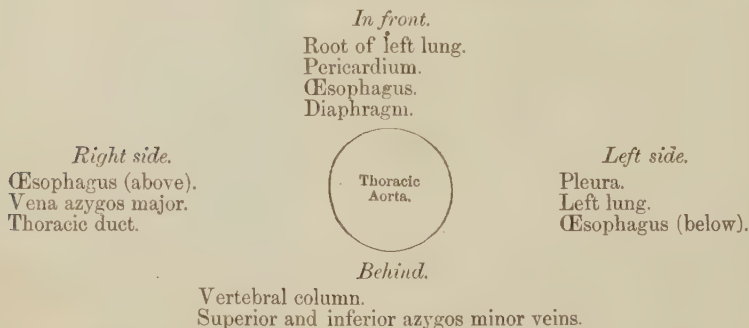 In front.
Root of left lung.
Pericardium.
Œsophagus.
Diaphragm.
Right side.
Œsophagus (above).
Vena azygos major.
Thoracic duct.
Thoracic
Aorta.
Left side.
Pleura.
Left lung.
Œsophagus (below).
Behind.
Vertebral column.
Superior and inferior azygos minor veins.